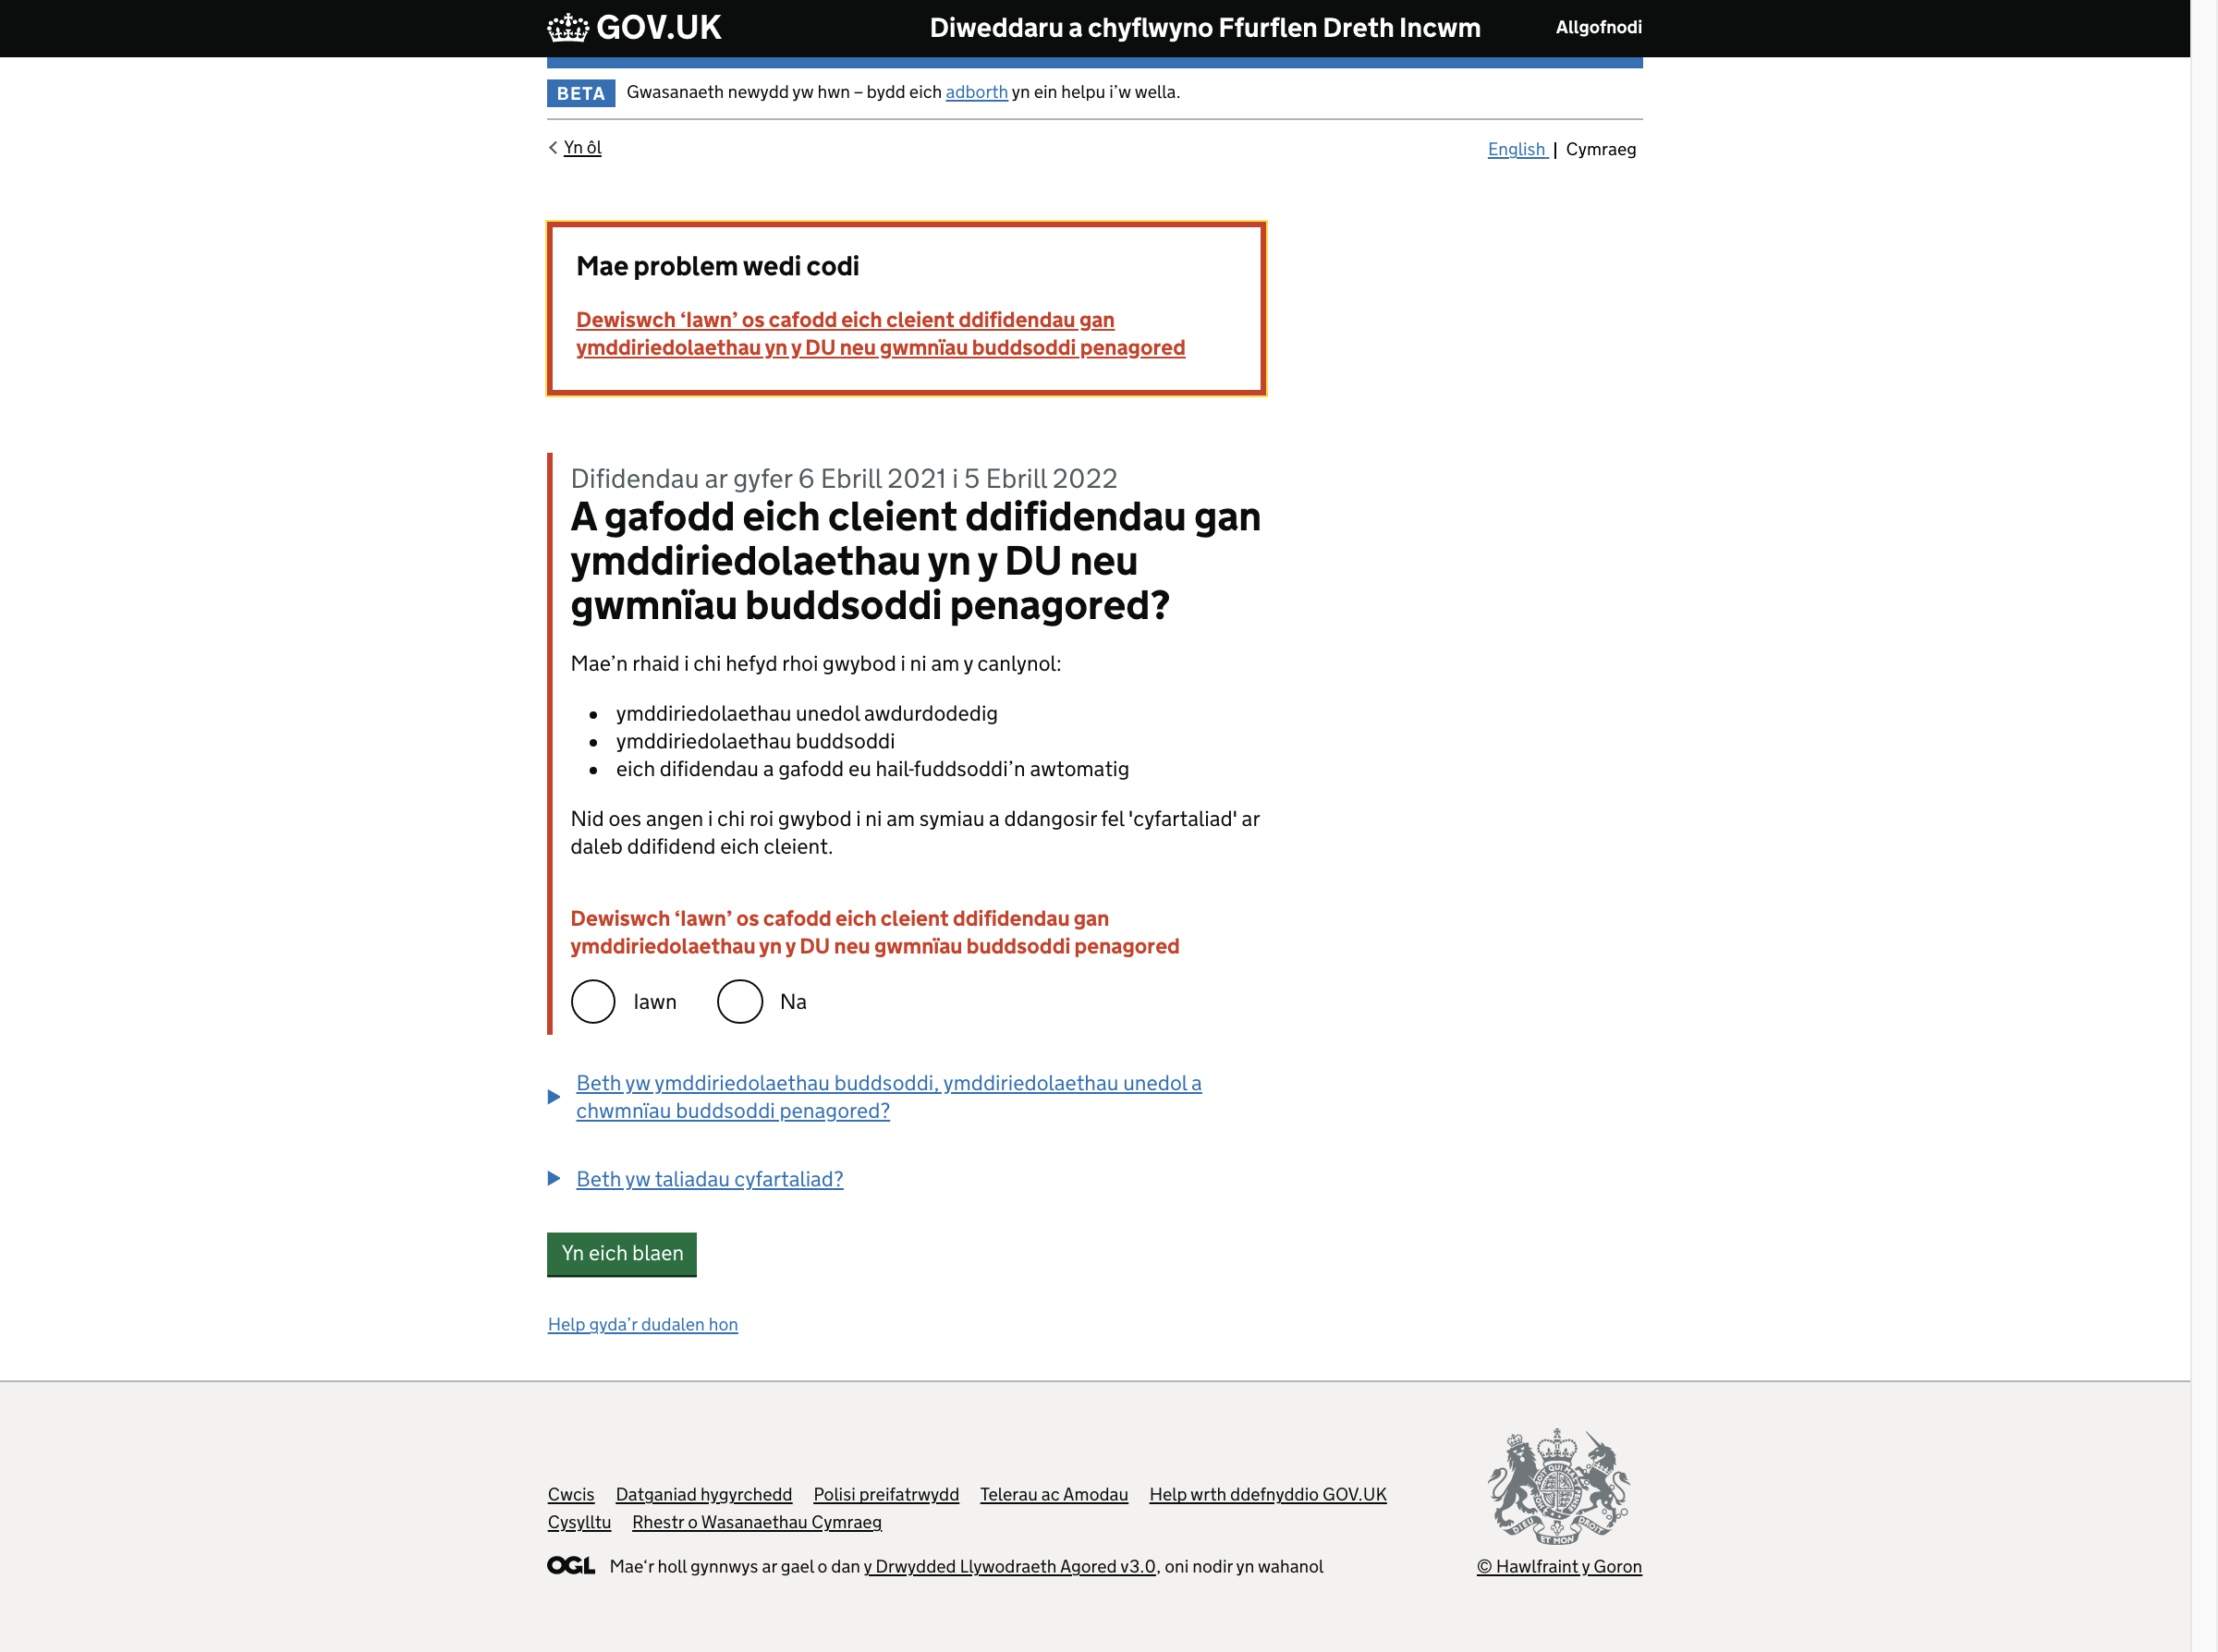 GOV.UK Diweddaru a chyflwyno Ffurflen Dreth Incwm Allgofnodi
BETA Gwasanaeth newydd yw hwn – bydd eich adborth yn ein helpu i’w wella.
Yn ôl English | Cymraeg
Mae problem wedi codi
Dewiswch ‘Iawn’ os cafodd eich cleient ddifidendau gan
ymddiriedolaethau yn y DU neu gwmnïau buddsoddi penagored
Difidendau ar gyfer 6 Ebrill 2021 i 5 Ebrill 2022
A gafodd eich cleient ddifidendau gan
ymddiriedolaethau yn y DU neu
gwmnïau buddsoddi penagored?
Mae’n rhaid i chi hefyd rhoi gwybod i ni am y canlynol:
• ymddiriedolaethau unedol awdurdodedig
• ymddiriedolaethau buddsoddi
• eich difidendau a gafodd eu hail-fuddsoddi’n awtomatig
Nid oes angen i chi roi gwybod i ni am symiau a ddangosir fel 'cyfartaliad' ar
daleb ddifidend eich cleient.
Dewiswch ‘Iawn’ os cafodd eich cleient ddifidendau gan
ymddiriedolaethau yn y DU neu gwmnïau buddsoddi penagored
Iawn Na
Beth yw ymddiriedolaethau buddsoddi, ymddiriedolaethau unedol a
chwmnïau buddsoddi penagored?
Beth yw taliadau cyfartaliad?
Yn eich blaen
Help gyda’r dudalen hon
Cwcis Datganiad hygyrchedd Polisi preifatrwydd Telerau ac Amodau Help wrth ddefnyddio GOV.UK
Cysylltu Rhestr o Wasanaethau Cymraeg
OGL Mae‘r holl gynnwys ar gael o dan y Drwydded Llywodraeth Agored v3.0, oni nodir yn wahanol
DIEU ET MON DROIT
© Hawlfraint y Goron